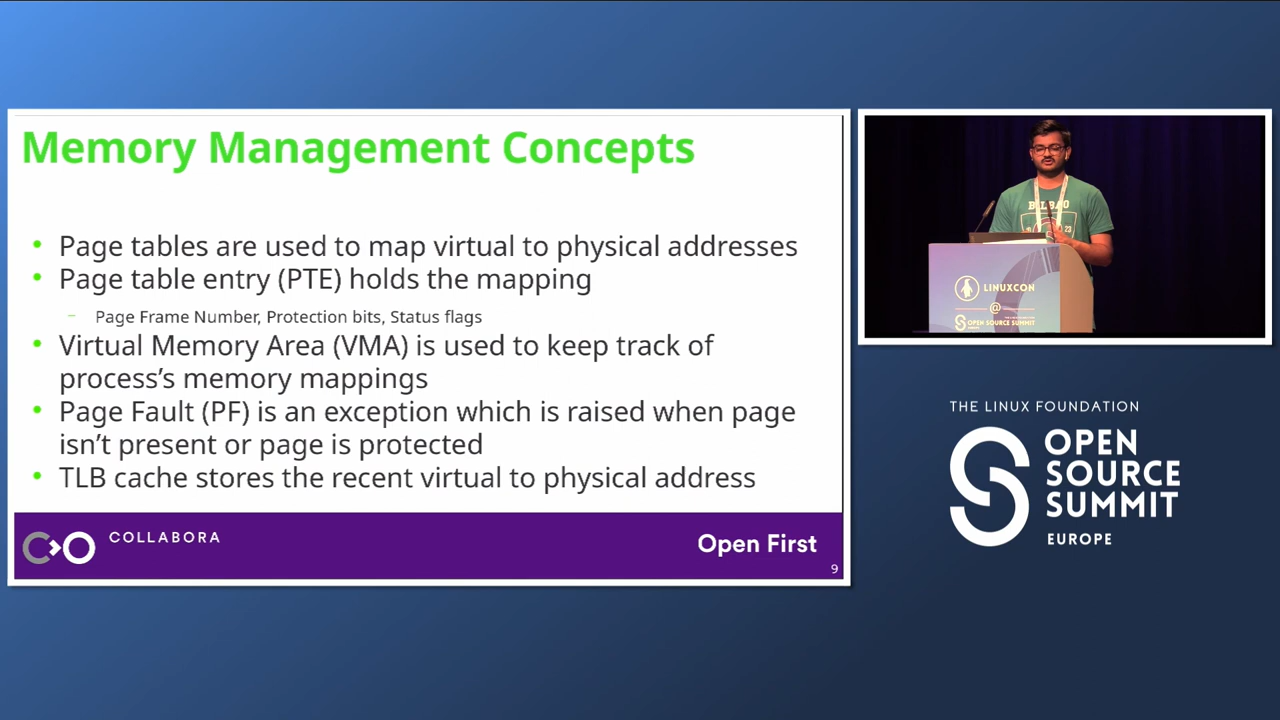 Memory Management Concepts
• Page tables are used to map virtual to physical addresses
• Page table entry (PTE) holds the mapping
– Page Frame Number, Protection bits, Status flags
• Virtual Memory Area (VMA) is used to keep track of
process’s memory mappings
• Page Fault (PF) is an exception which is raised when page
isn’t present or page is protected
• TLB cache stores the recent virtual to physical address
COLLABORA
Open First
9
BILBAO
23
LINUXCON
@
OPEN SOURCE SUMMIT
THE LINUX FOUNDATION
OPEN
SOURCE
SUMMIT
EUROPE